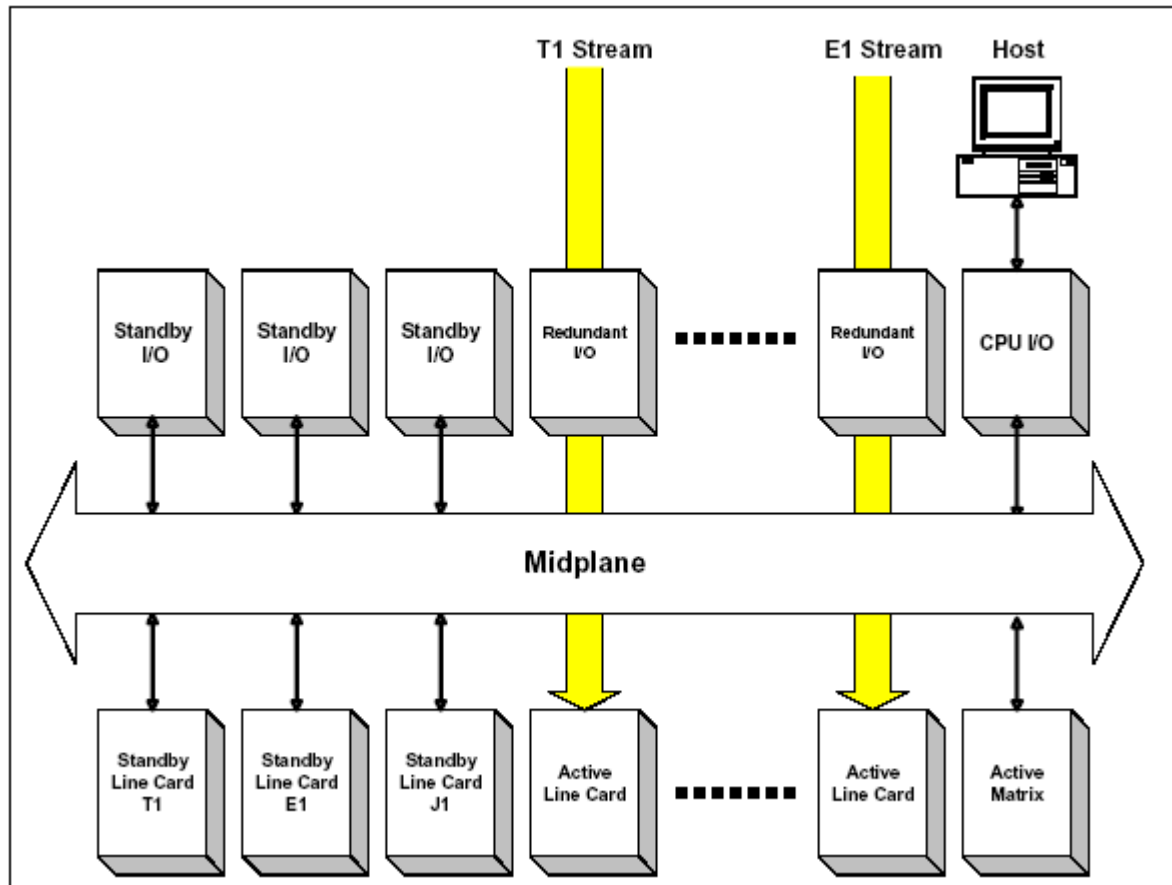 T1 Stream
E1 Stream
Host
Standby
I/O
Standby
I/O
Standby
I/O
Redundant
I/O
Redundant
I/O
CPU I/O
Midplane
Standby
Line Card
T1
Standby
Line Card
E1
Standby
Line Card
J1
Active
Line Card
Active
Line Card
Active
Matrix